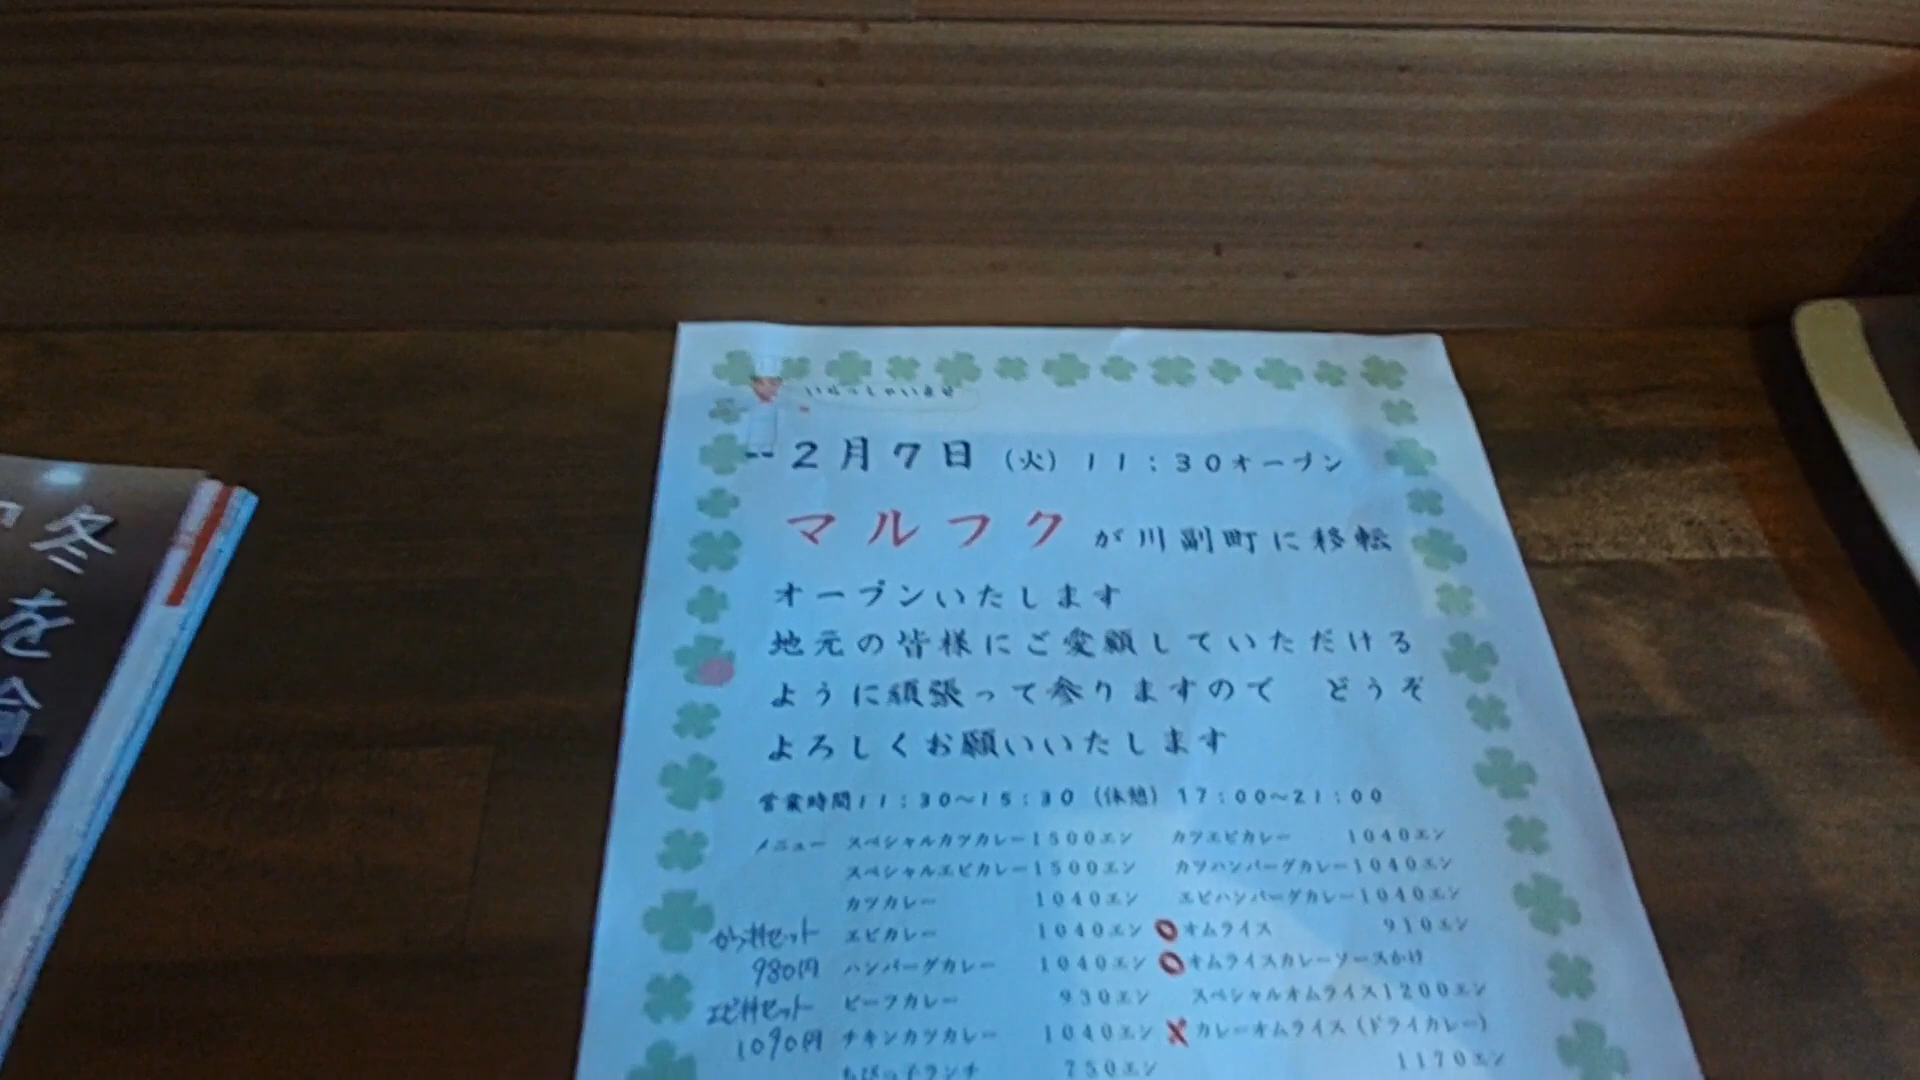 いらっしゃいませ
2月7日（火）11:30オープン
マルフクが川副町に移転
オープンいたします
地元の皆様にご愛顧していただける
ように頑張って参りますので　どうぞ
よろしくお願いいたします
営業時間11:30～15:30（休憩）17:00～21:00
メニュー　スペシャルカツカレー1500エン　カツエビカレー　1040エン
スペシャルエビカレー1500エン　カツハンバーグカレー1040エン
カツカレー　1040エン　エビハンバーグカレー1040エン
エビカレー　1040エン　オムライス　910エン
980円　ハンバーグカレー　1040エン　オムライスカレーソースかけ
ビーフカレー　930エン　スペシャルオムライス1200エン
1090円　チキンカツカレー　1040エン　カレーオムライス（ドライカレー）
ちびっ子ランチ　750エン　1170エン
冬
を